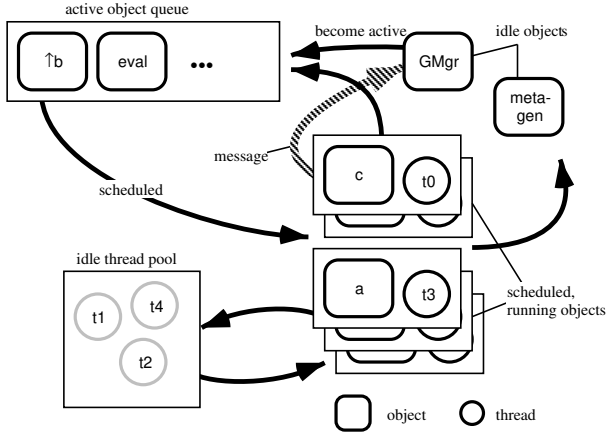 active object queue
↑b
eval
•••
become active
GMgr
idle objects
meta-
gen
message
c
t0
scheduled
idle thread pool
t1
t4
t2
a
t3
scheduled,
running objects
object
thread